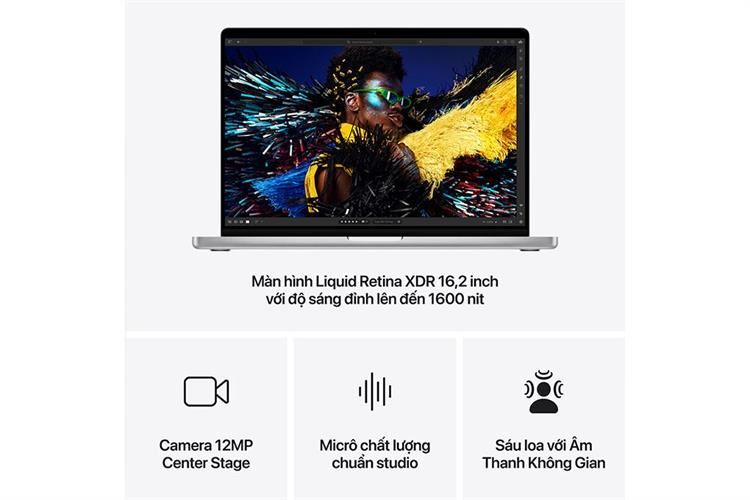 Màn hình Liquid Retina XDR 16,2 inch
với độ sáng đỉnh lên đến 1600 nit
Camera 12MP
Center Stage
Micrô chất lượng
chuẩn studio
Sáu loa với Âm
Thanh Không Gian